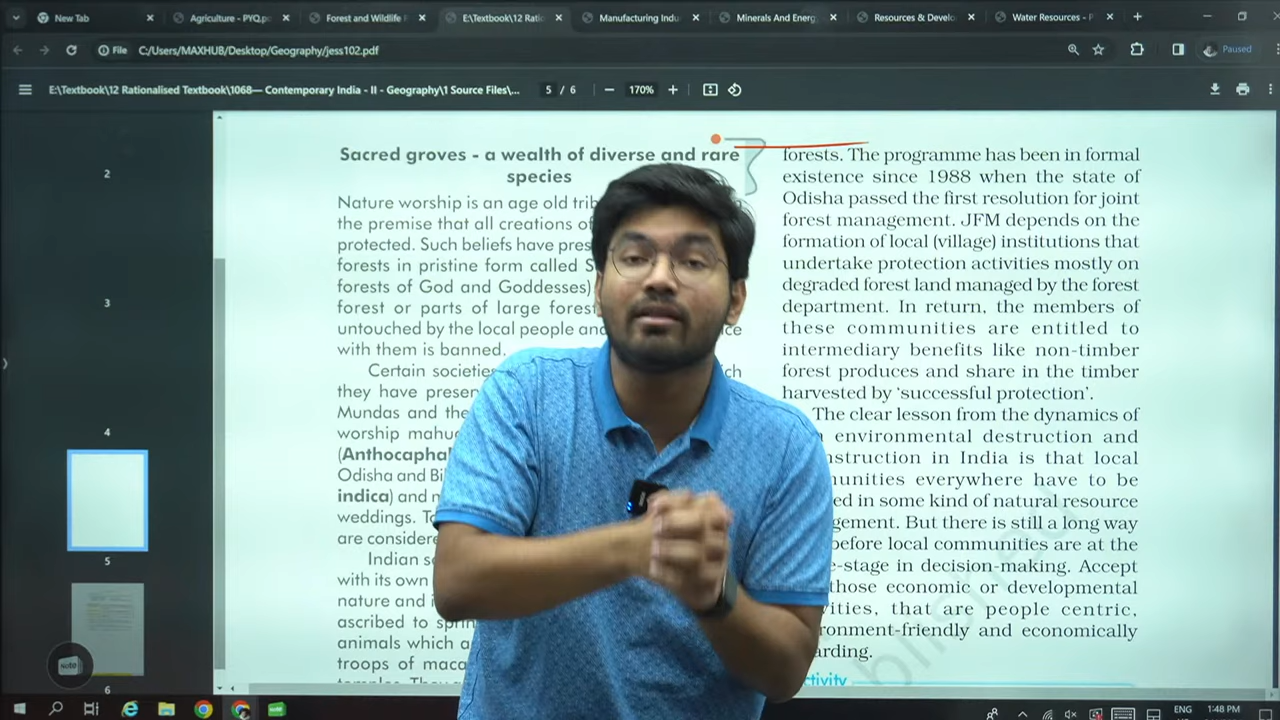 New Tab
Agriculture - PYQ.p
Forest and Wildlife
E:\Textbook\12 Rati
Manufacturing Ind
Minerals And Energ
Resources & Develo
Water Resources - P
File C:/Users/MAXHUB/Desktop/Geography/jess102.pdf
Paused
E:\Textbook\12 Rationalised Textbook\1068— Contemporary India - II - Geography\1 Source Files\...
5 / 6
170%
2
3
4
5
6
Sacred groves - a wealth of diverse and rare
species
Nature worship is an age old trib
the premise that all creations of
protected. Such beliefs have pres
forests in pristine form called S
forests of God and Goddesses)
forest or parts of large forest
untouched by the local people an
with them is banned.
Certain societies
they have preser
Mundas and the
worship mahu
(Anthocaphal
Odisha and Bi
indica) and
weddings. To
are considere
Indian so
with its own
nature and
ascribed to spri
animals which a
troops of maca
forests. The programme has been in formal
existence since 1988 when the state of
Odisha passed the first resolution for joint
forest management. JFM depends on the
formation of local (village) institutions that
undertake protection activities mostly on
degraded forest land managed by the forest
department. In return, the members of
these communities are entitled to
intermediary benefits like non-timber
forest produces and share in the timber
harvested by ‘successful protection’.
The clear lesson from the dynamics of
environmental destruction and
nstruction in India is that local
unities everywhere have to be
ed in some kind of natural resource
gement. But there is still a long way
before local communities are at the
e-stage in decision-making. Accept
those economic or developmental
vities, that are people centric,
ronment-friendly and economically
arding.
ctivity
auto
ENG
1:48 PM